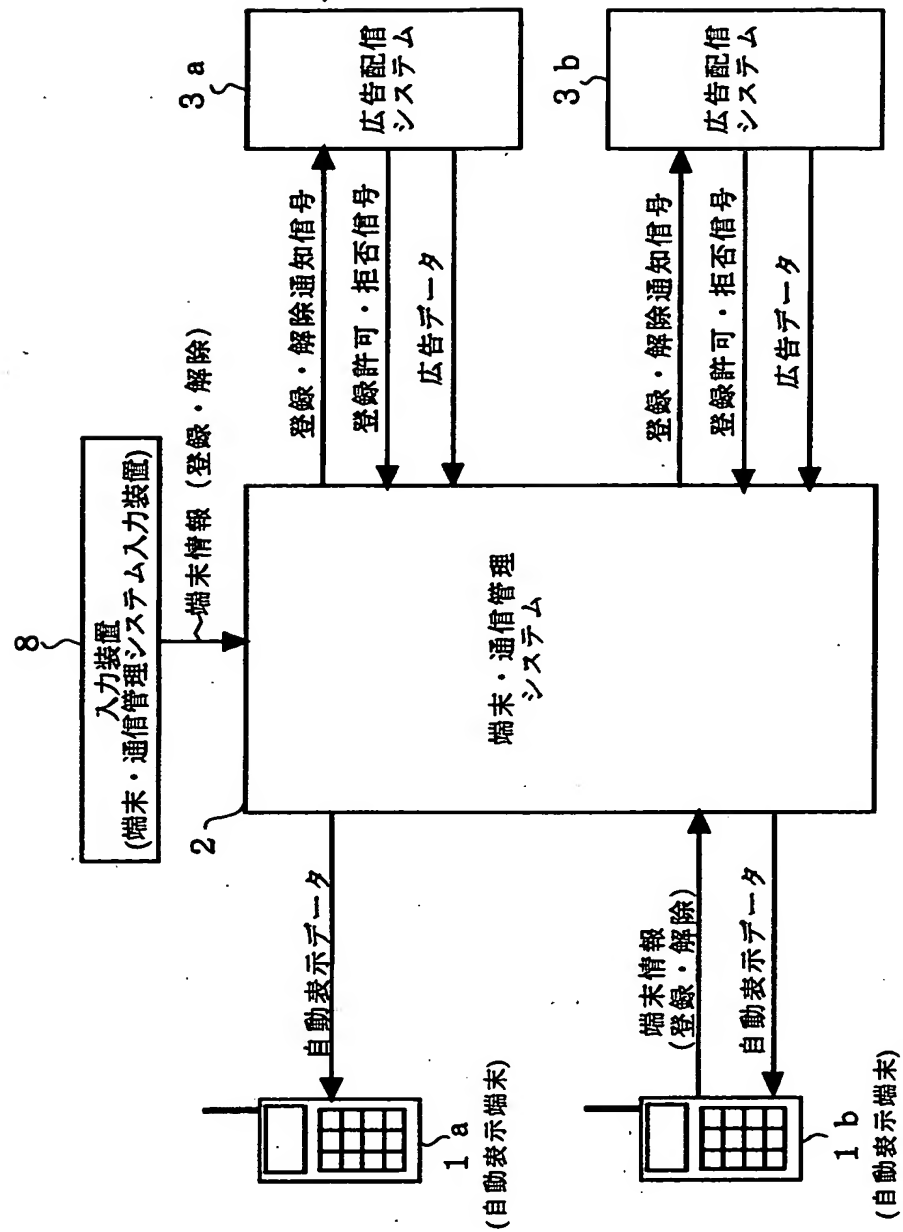 8
入力装置
(端末・通信管理システム入力装置)
端末情報（登録・解除）
2
端末・通信管理
システム
自動表示データ
1a
(自動表示端末)
端末情報
(登録・解除)
自動表示データ
1b
(自動表示端末)
登録・解除通知信号
登録許可・拒否信号
広告データ
3a
広告配信
システム
登録・解除通知信号
登録許可・拒否信号
広告データ
3b
広告配信
システム